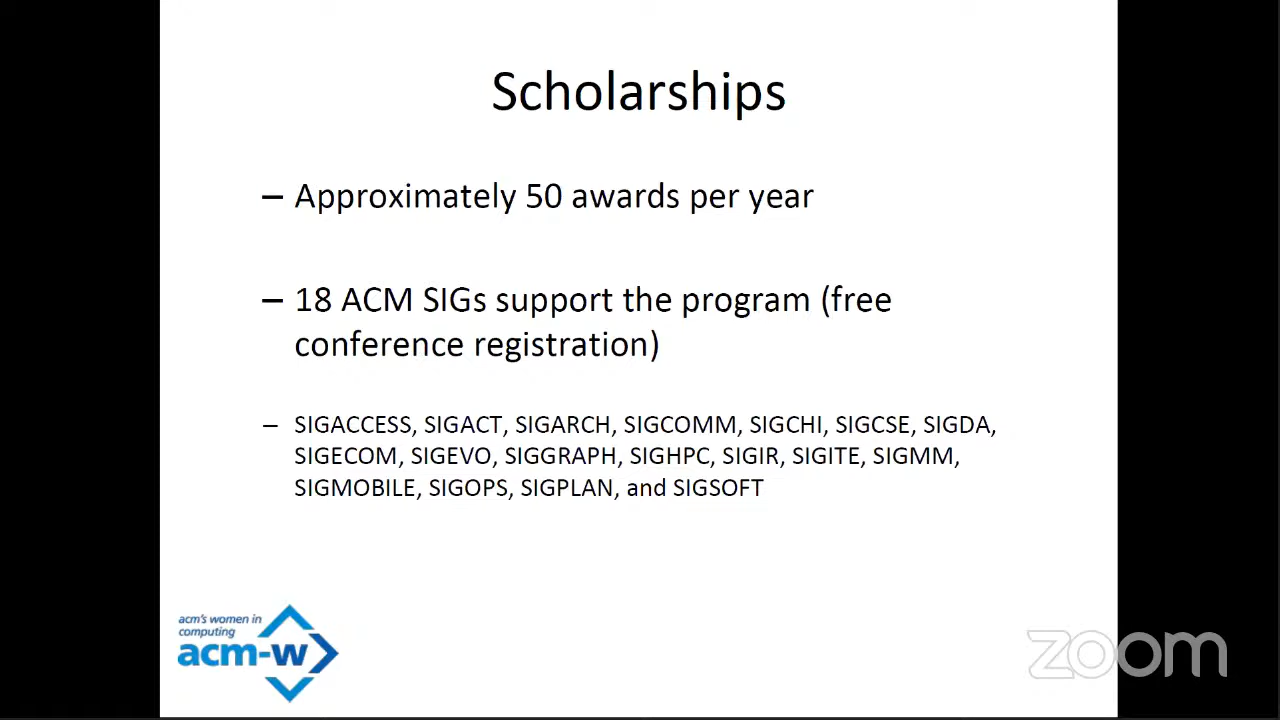 Scholarships
– Approximately 50 awards per year
– 18 ACM SIGs support the program (free
conference registration)
– SIGACCESS, SIGACT, SIGARCH, SIGCOMM, SIGCHI, SIGCSE, SIGDA,
SIGECOM, SIGEVO, SIGGRAPH, SIGHPC, SIGIR, SIGITE, SIGMM,
SIGMOBILE, SIGOPS, SIGPLAN, and SIGSOFT
acm's women in
computing
acm-w
zoom